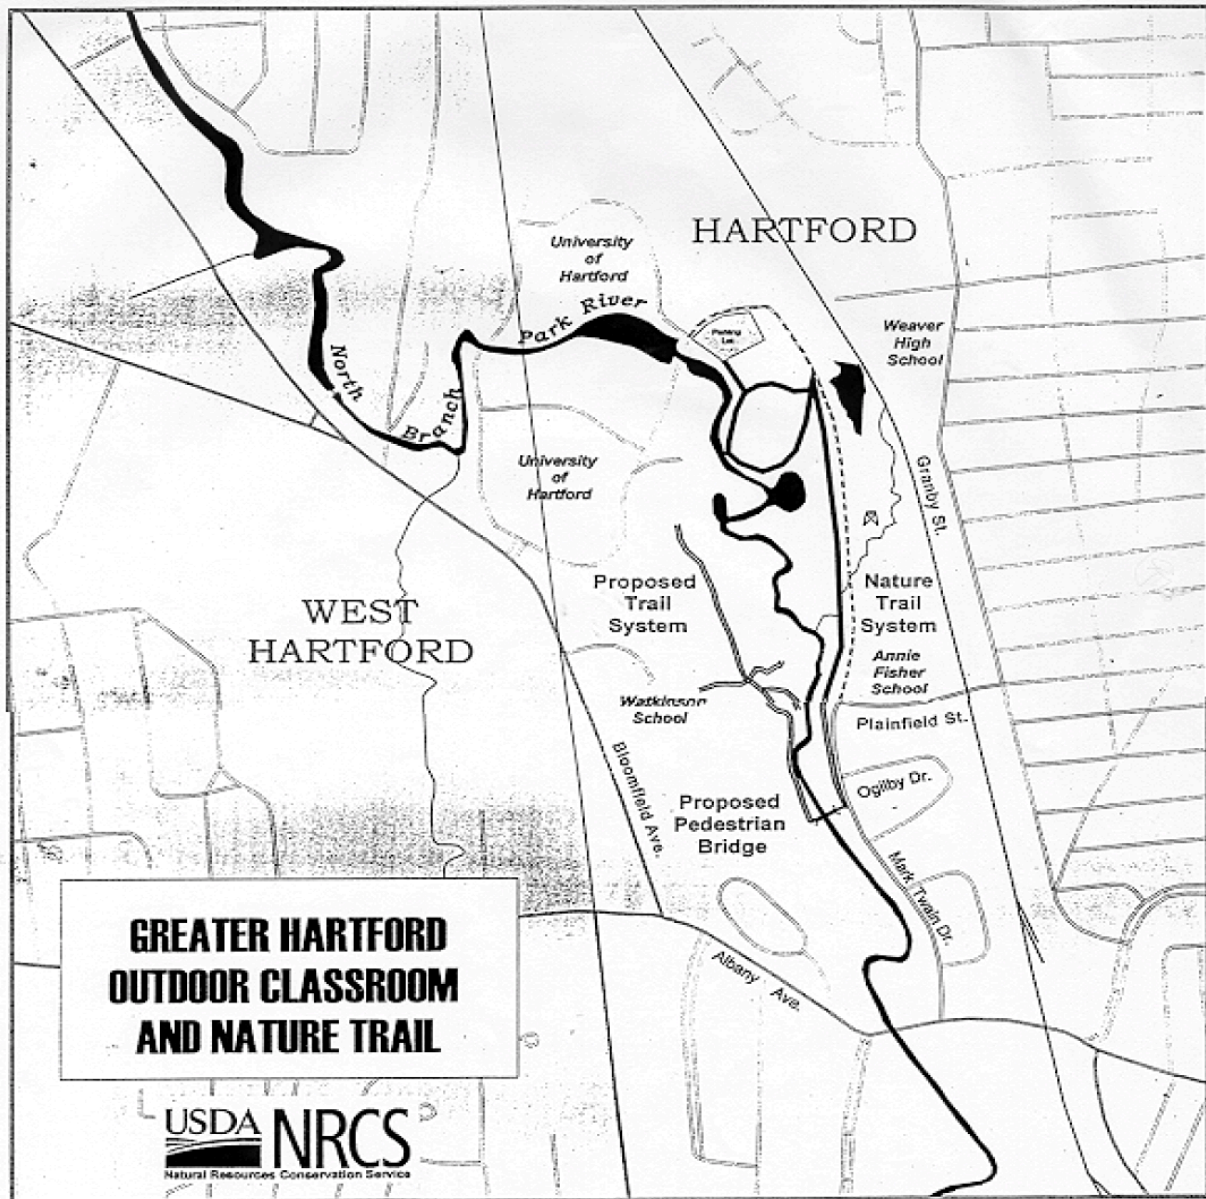 HARTFORD
University
of
Hartford
Park River
Parking
Lot
Weaver
High
School
North
Branch
University
of
Hartford
Granby St.
Proposed
Trail
System
Nature
Trail
System
WEST
HARTFORD
Annie
Fisher
School
Watkinson
School
Plainfield St.
Bloomfield Ave.
Ogilby Dr.
Proposed
Pedestrian
Bridge
Mark Twain Dr.
Albany Ave.
GREATER HARTFORD
OUTDOOR CLASSROOM
AND NATURE TRAIL
USDA NRCS
Natural Resources Conservation Service